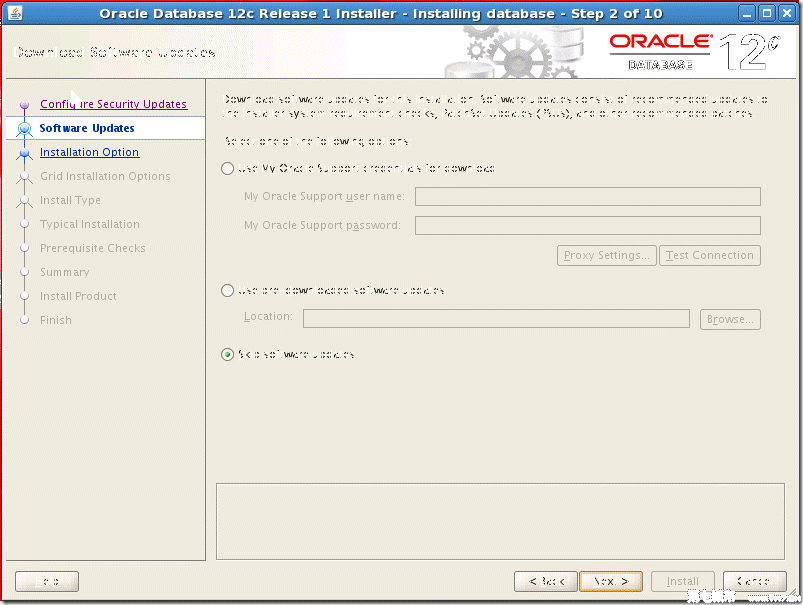 Oracle Database 12c Release 1 Installer - Installing database - Step 2 of 10
Download Software Updates
ORACLE
DATABASE
12c
Configure Security Updates
Software Updates
Installation Option
Grid Installation Options
Install Type
Typical Installation
Prerequisite Checks
Summary
Install Product
Finish
Download software updates for this installation. Software updates consist of recommended updates to
the installer system requirement checks, PatchSet Updates (PSUs), and other recommended patches.
Select one of the following options:
Use My Oracle Support credentials for download
My Oracle Support user name:
My Oracle Support password:
Proxy Settings...
Test Connection
Use pre-downloaded software updates
Location:
Browse...
Skip software updates
Help
< Back
Next >
Install
Cancel